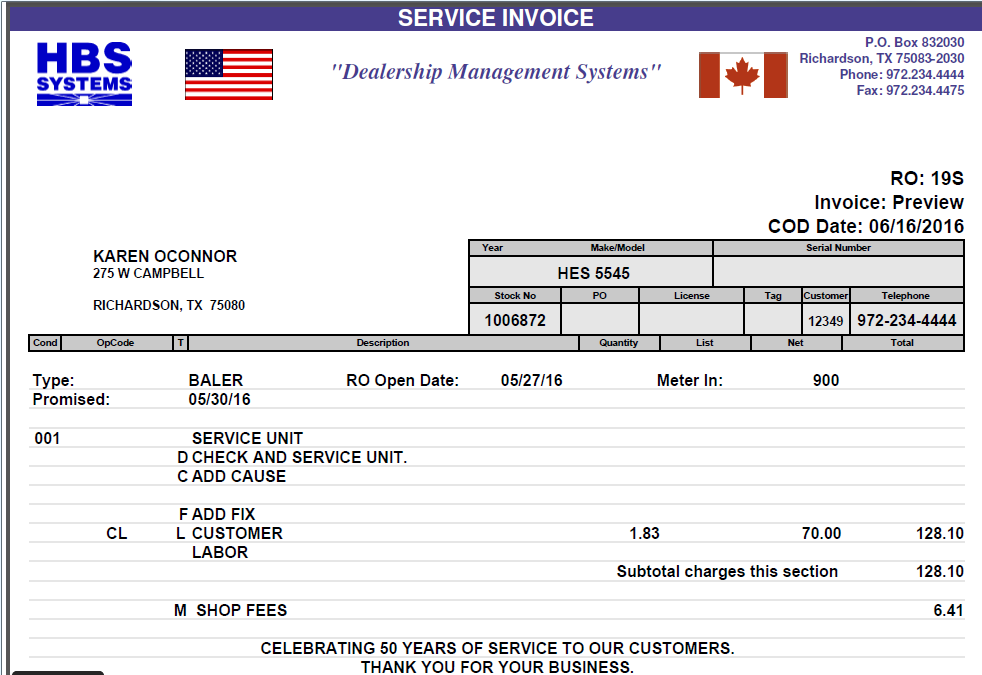 SERVICE INVOICE
HBS
SYSTEMS
"Dealership Management Systems"
P.O. Box 832030
Richardson, TX 75083-2030
Phone: 972.234.4444
Fax: 972.234.4475
RO: 19S
Invoice: Preview
COD Date: 06/16/2016
KAREN OCONNOR
275 W CAMPBELL
RICHARDSON, TX 75080
Year Make/Model Serial Number
HES 5545
Stock No PO License Tag Customer Telephone
1006872 12349 972-234-4444
Cond OpCode T Description Quantity List Net Total
Type: BALER RO Open Date: 05/27/16 Meter In: 900
Promised: 05/30/16
001 SERVICE UNIT
D CHECK AND SERVICE UNIT.
C ADD CAUSE
F ADD FIX
CL L CUSTOMER 1.83 70.00 128.10
LABOR
Subtotal charges this section 128.10
M SHOP FEES 6.41
CELEBRATING 50 YEARS OF SERVICE TO OUR CUSTOMERS.
THANK YOU FOR YOUR BUSINESS.